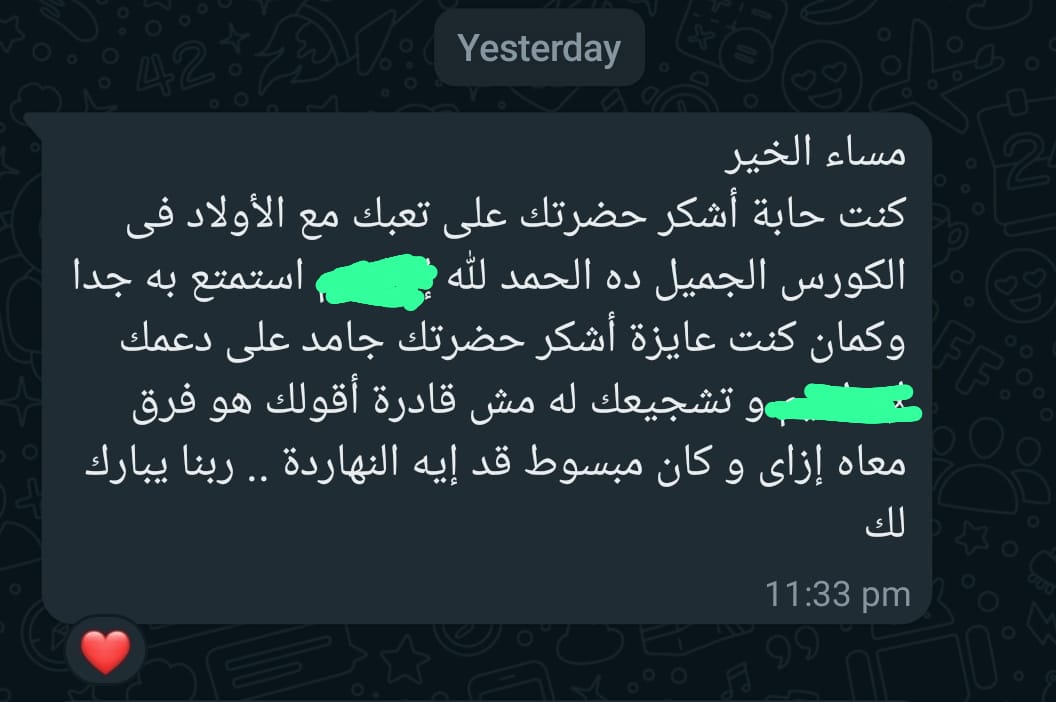 Yesterday
مساء الخير
كنت حابة أشكر حضرتك على تعبك مع الأولاد فى
الكورس الجميل ده الحمد لله استمتع به جدا
وكمان كنت عايزة أشكر حضرتك جامد على دعمك
و تشجيعك له مش قادرة أقولك هو فرق
معاه إزاى و كان مبسوط قد إيه النهاردة .. ربنا يبارك
لك
11:33 pm